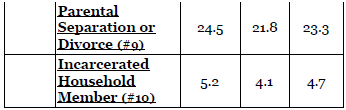 Parental
Separation or
Divorce (#9) 24.5 21.8 23.3
Incarcerated
Household
Member (#10) 5.2 4.1 4.7